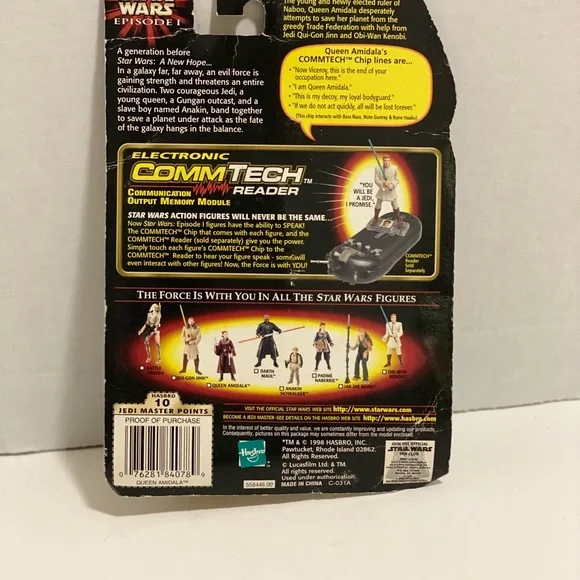 WARS
EPISODE I
A generation before
Star Wars: A New Hope...
In a galaxy far, far away, an evil force is
gaining strength and threatens an entire
civilization. Two courageous Jedi, a
young queen, a Gungan outcast, and a
slave boy named Anakin, band together
to save a planet under attack as the fate
of the galaxy hangs in the balance.
The young and newly elected ruler of
Naboo, Queen Amidala desperately
attempts to save her planet from the
greedy Trade Federation with help from
Jedi Qui-Gon Jinn and Obi-Wan Kenobi.
Queen Amidala's
COMMTECH™ Chip lines are...
• "Now Viceroy, this is the end of your
occupation here."
• "I am Queen Amidala."
• "This is my decoy, my loyal bodyguard."
• "If we do not act quickly, all will be lost forever."
(This chip interacts with Boss Nass, Nute Gunray & Rune Haako)
ELECTRONIC
COMMTECH™
COMMUNICATION
OUTPUT MEMORY MODULE
READER
STAR WARS ACTION FIGURES WILL NEVER BE THE SAME...
Now Star Wars: Episode I figures have the ability to SPEAK!
The COMMTECH™ Chip that comes with each figure, and the
COMMTECH™ Reader (sold separately) give you the power.
Simply touch each figure's COMMTECH™ Chip to the
COMMTECH™ Reader to hear your figure speak - some will
even interact with other figures! Now, the Force is with YOU!
"YOU
WILL BE
A JEDI,
I PROMISE."
COMMTECH™
Reader
Sold
Separately
THE FORCE IS WITH YOU IN ALL THE STAR WARS FIGURES
BATTLE
QUI-GON JINN™
QUEEN AMIDALA™
DARTH
MAUL™
ANAKIN
SKYWALKER™
PADMÉ
NABERRIE™
JAR JAR BINKS™
OBI-WAN
KENOBI™
HASBRO
10
JEDI MASTER POINTS
PROOF OF PURCHASE
0 76281 84078 9
QUEEN AMIDALA™
VISIT THE OFFICIAL STAR WARS WEB SITE http://www.starwars.com
BECOME A JEDI MASTER-SEE DETAILS ON THE HASBRO WEB SITE http://www.hasbro.com
In the interest of better quality and value, we are constantly improving and updating our products.
Consequently, pictures on this package may sometimes differ from the model enclosed.
Hasbro
558446.00
*TM & © 1998 HASBRO, INC.
Pawtucket, Rhode Island 02862.
All Rights Reserved.
© Lucasfilm Ltd. & TM.
All rights reserved.
Used under authorization.
MADE IN CHINA C-031A
JOIN THE OFFICIAL
STAR WARS
FAN CLUB